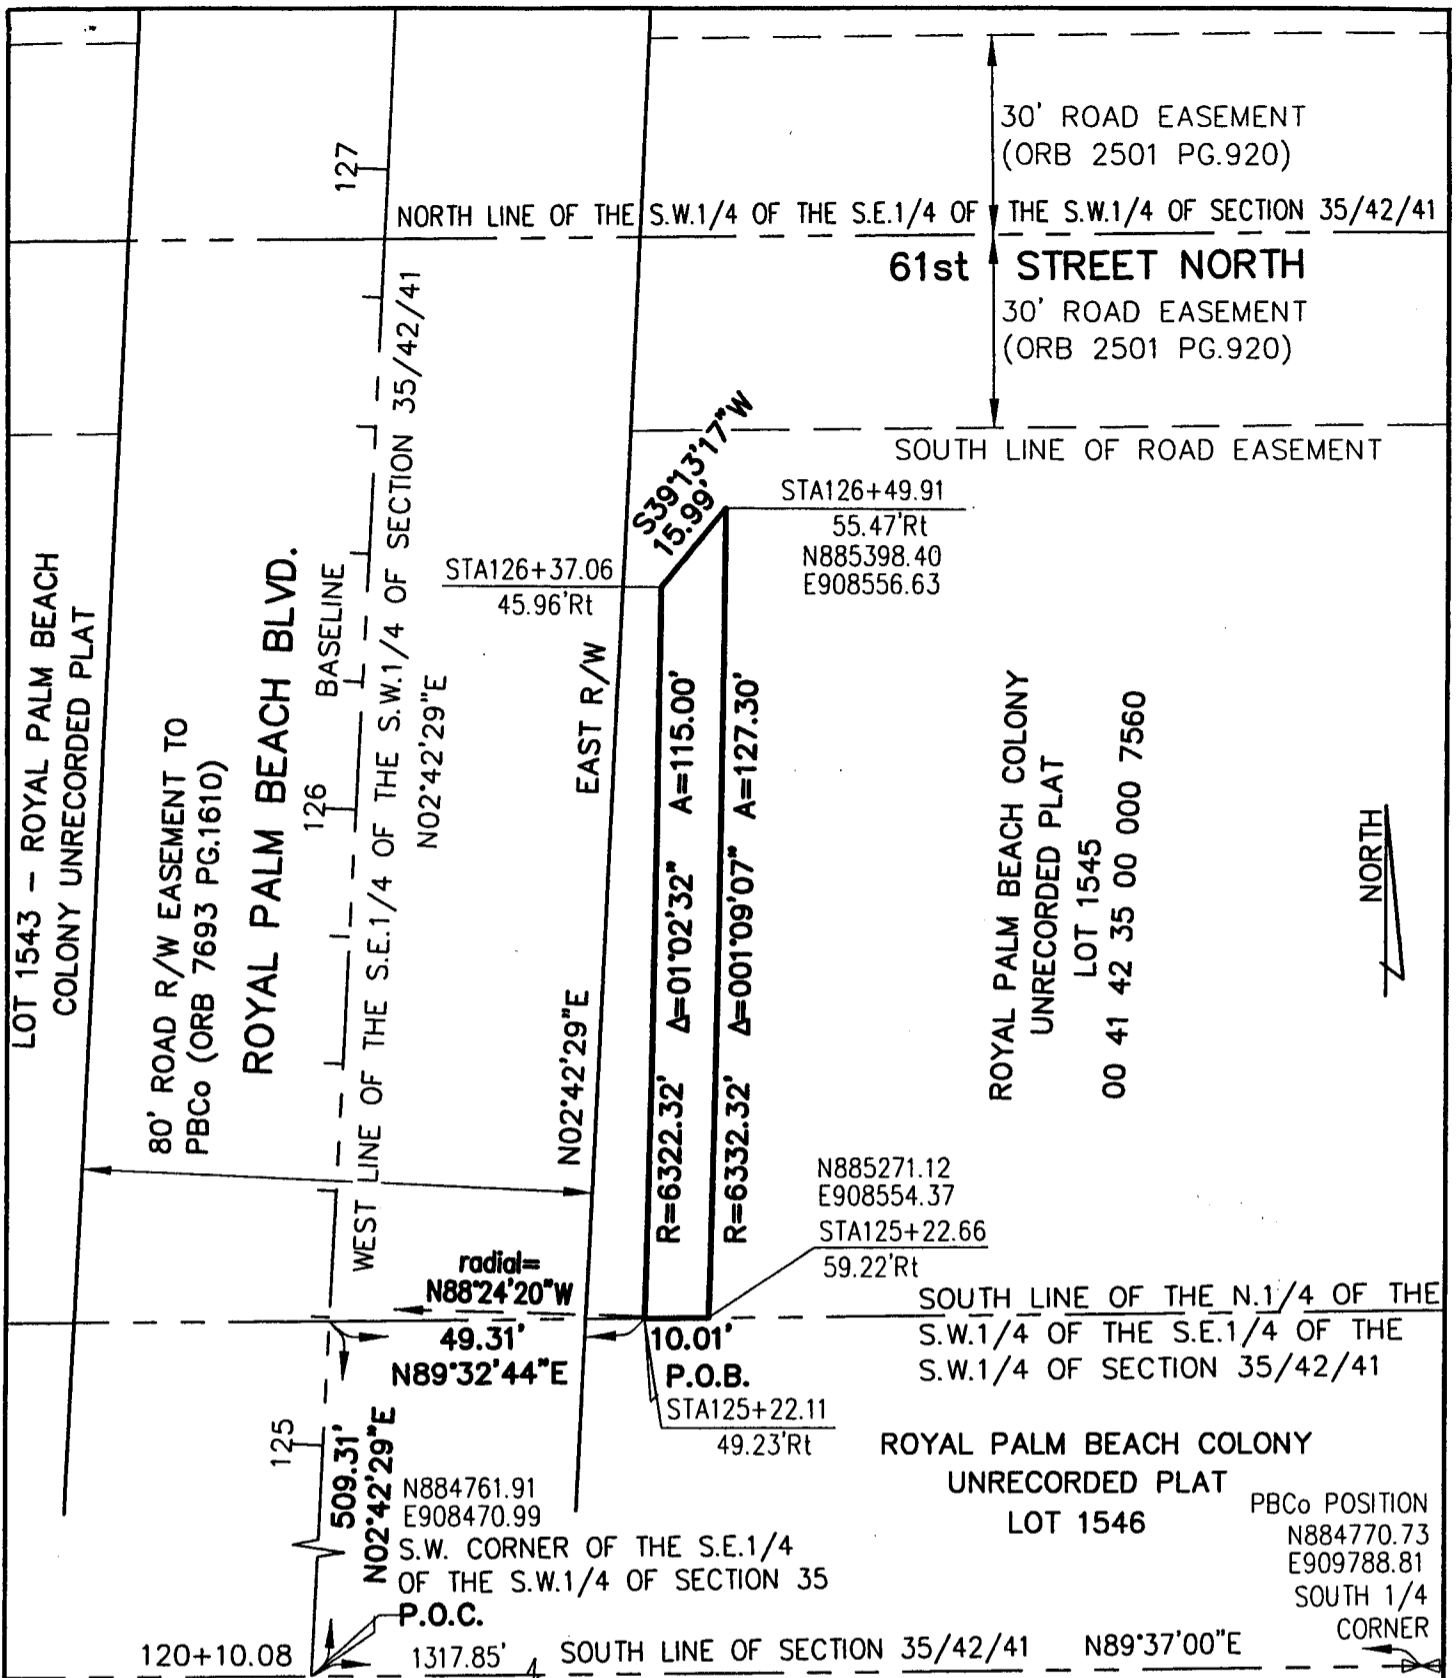 30' ROAD EASEMENT
(ORB 2501 PG.920)
127
NORTH LINE OF THE S.W.1/4 OF THE S.E.1/4 OF THE S.W.1/4 OF SECTION 35/42/41
61st STREET NORTH
30' ROAD EASEMENT
(ORB 2501 PG.920)
SOUTH LINE OF ROAD EASEMENT
S39°13'17"W
15.99'
STA126+49.91
55.47'Rt
N885398.40
E908556.63
STA126+37.06
45.96'Rt
LOT 1543 - ROYAL PALM BEACH
COLONY UNRECORDED PLAT
80' ROAD R/W EASEMENT TO
PBCo (ORB 7693 PG.1610)
ROYAL PALM BEACH BLVD.
126
BASELINE
WEST LINE OF THE S.E.1/4 OF THE S.W.1/4 OF SECTION 35/42/41
N02°42'29"E
EAST R/W
N02°42'29"E
R=6322.32' Δ=01°02'32" A=115.00'
R=6332.32' Δ=001°09'07" A=127.30'
ROYAL PALM BEACH COLONY
UNRECORDED PLAT
LOT 1545
00 41 42 35 00 000 7560
NORTH
N885271.12
E908554.37
STA125+22.66
59.22'Rt
radial=
N88°24'20"W
49.31'
N89°32'44"E
10.01'
P.O.B.
STA125+22.11
49.23'Rt
SOUTH LINE OF THE N.1/4 OF THE
S.W.1/4 OF THE S.E.1/4 OF THE
S.W.1/4 OF SECTION 35/42/41
125
509.31'
N02°42'29"E
N884761.91
E908470.99
S.W. CORNER OF THE S.E.1/4
OF THE S.W.1/4 OF SECTION 35
P.O.C.
ROYAL PALM BEACH COLONY
UNRECORDED PLAT
LOT 1546
PBCo POSITION
N884770.73
E909788.81
SOUTH 1/4
CORNER
120+10.08
1317.85' SOUTH LINE OF SECTION 35/42/41 N89°37'00"E